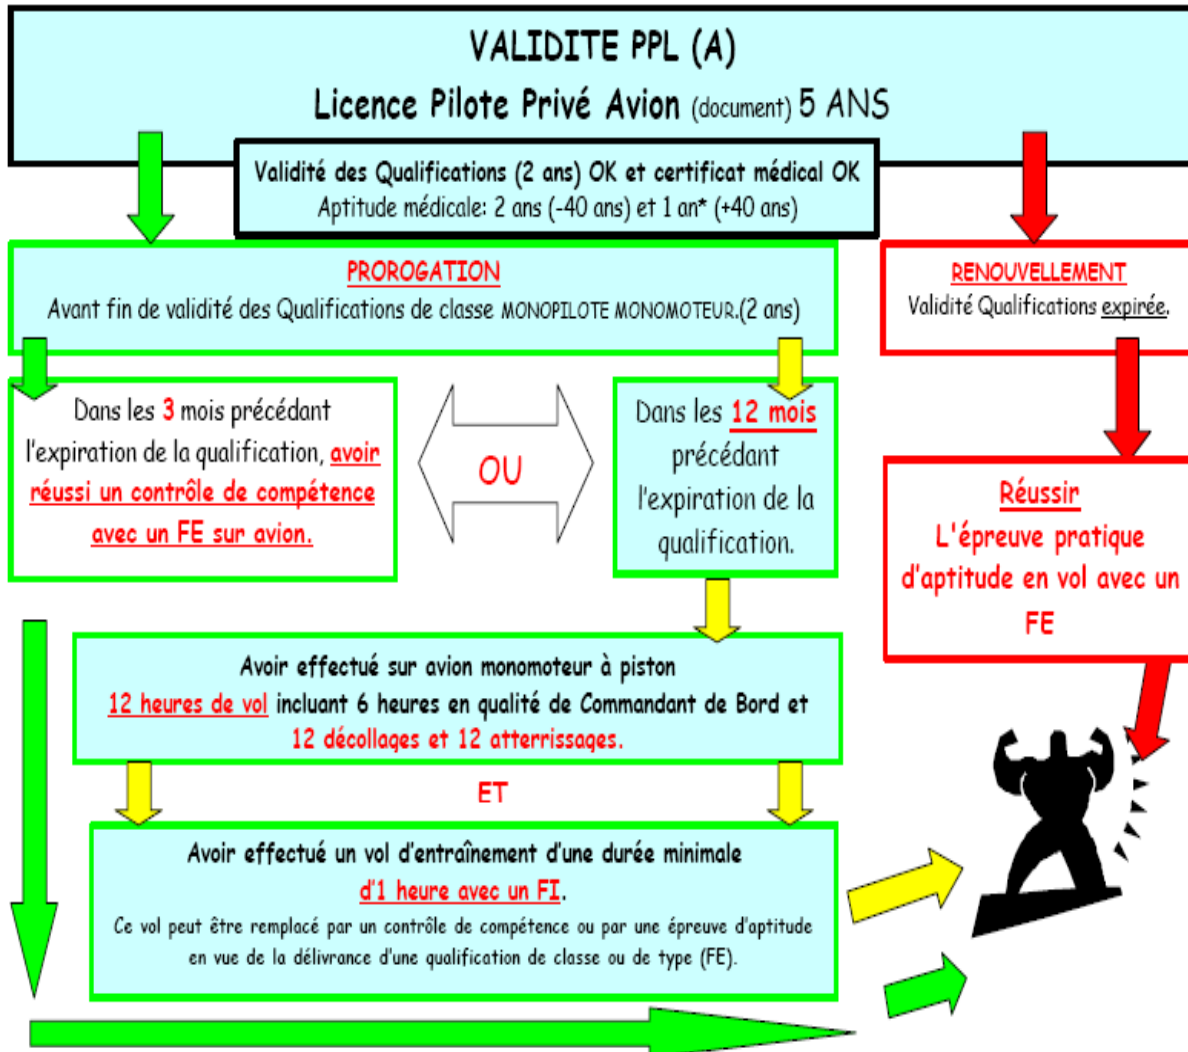 VALIDITE PPL (A)
Licence Pilote Privé Avion (document) 5 ANS
Validité des Qualifications (2 ans) OK et certificat médical OK
Aptitude médicale: 2 ans (-40 ans) et 1 an* (+40 ans)
PROROGATION
Avant fin de validité des Qualifications de classe MONOPILOTE MONOMOTEUR.(2 ans)
RENOUVELLEMENT
Validité Qualifications expirée.
Dans les 3 mois précédant
l'expiration de la qualification, avoir
réussi un contrôle de compétence
avec un FE sur avion.
OU
Dans les 12 mois
précédant
l'expiration de la
qualification.
Réussir
L'épreuve pratique
d'aptitude en vol avec un
FE
Avoir effectué sur avion monomoteur à piston
12 heures de vol incluant 6 heures en qualité de Commandant de Bord et
12 décollages et 12 atterrissages.
ET
Avoir effectué un vol d'entraînement d'une durée minimale
d'1 heure avec un FI.
Ce vol peut être remplacé par un contrôle de compétence ou par une épreuve d'aptitude
en vue de la délivrance d'une qualification de classe ou de type (FE).